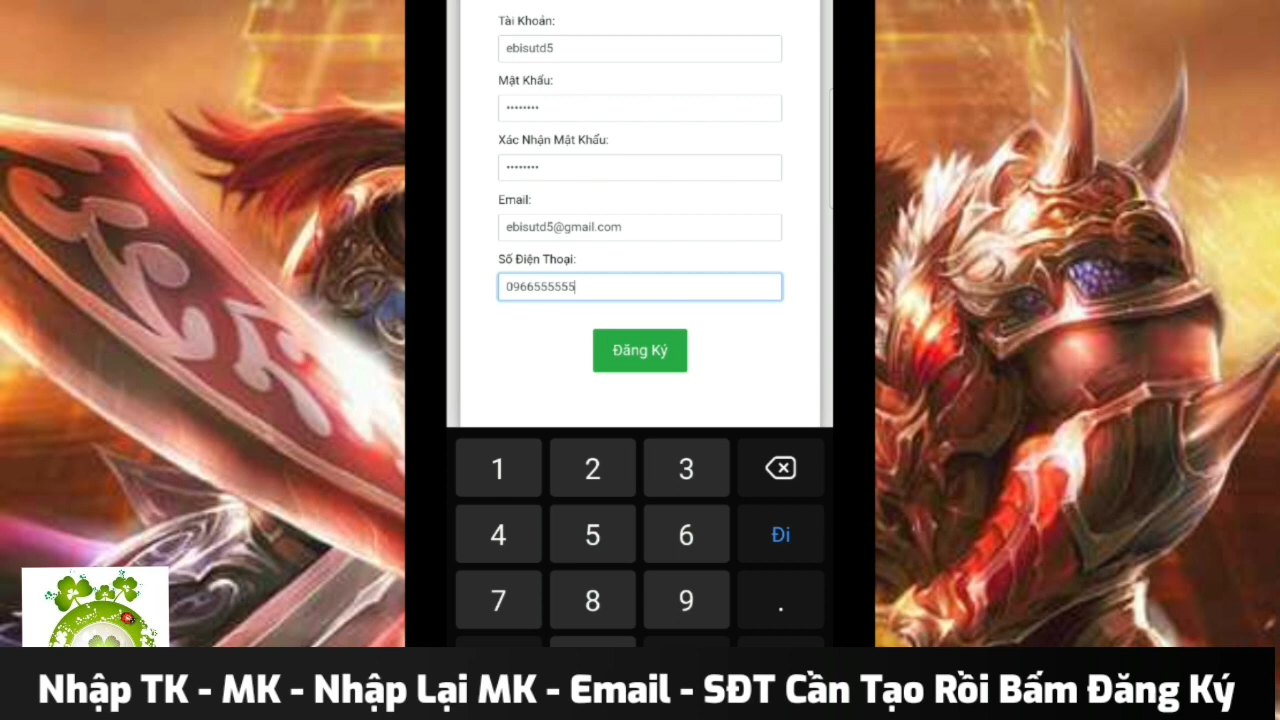 Tài Khoản:
ebisutd5
Mật Khẩu:
••••••••
Xác Nhận Mật Khẩu:
••••••••
Email:
ebisutd5@gmail.com
Số Điện Thoại:
0966555555
Đăng Ký
1 2 3
4 5 6 Đi
7 8 9 .
Nhập TK - MK - Nhập Lại MK - Email - SĐT Cần Tạo Rồi Bấm Đăng Ký